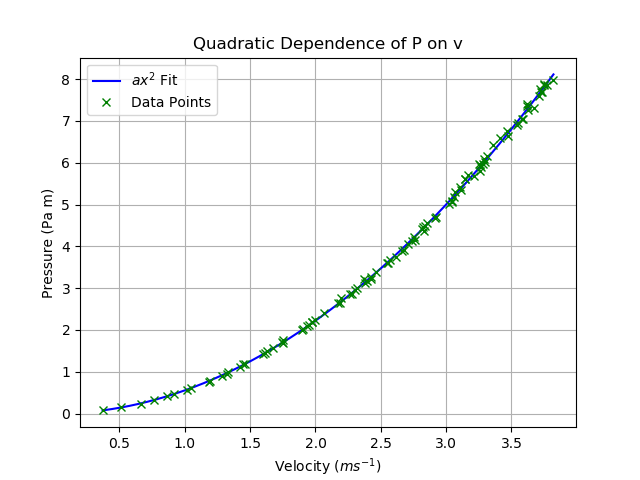 Quadratic Dependence of P on v
ax² Fit
Data Points
Pressure (Pa m)
8
7
6
5
4
3
2
1
0
0.5 1.0 1.5 2.0 2.5 3.0 3.5
Velocity (ms⁻¹)